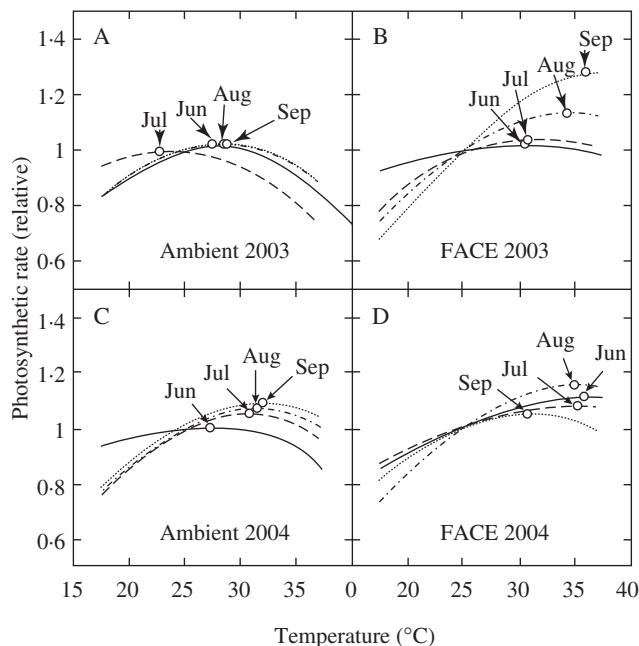 Photosynthetic rate (relative)
1·4
1·2
1
0·8
0·6
A
Jul
Jun
Aug
Sep
Ambient 2003
B
Sep
Aug
Jul
Jun
FACE 2003
1·4
1·2
1
0·8
0·6
C
Jun
Jul
Aug
Sep
Ambient 2004
D
Aug
Jun
Jul
Sep
FACE 2004
15 20 25 30 35 0 20 25 30 35 40
Temperature (°C)